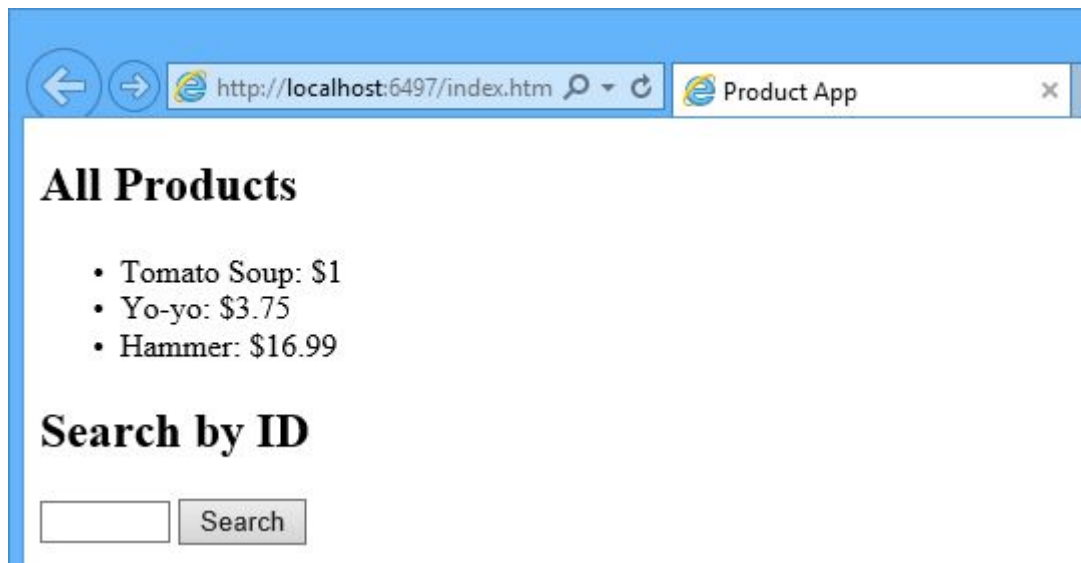 http://localhost:6497/index.htm
Product App
All Products
• Tomato Soup: $1
• Yo-yo: $3.75
• Hammer: $16.99
Search by ID
Search